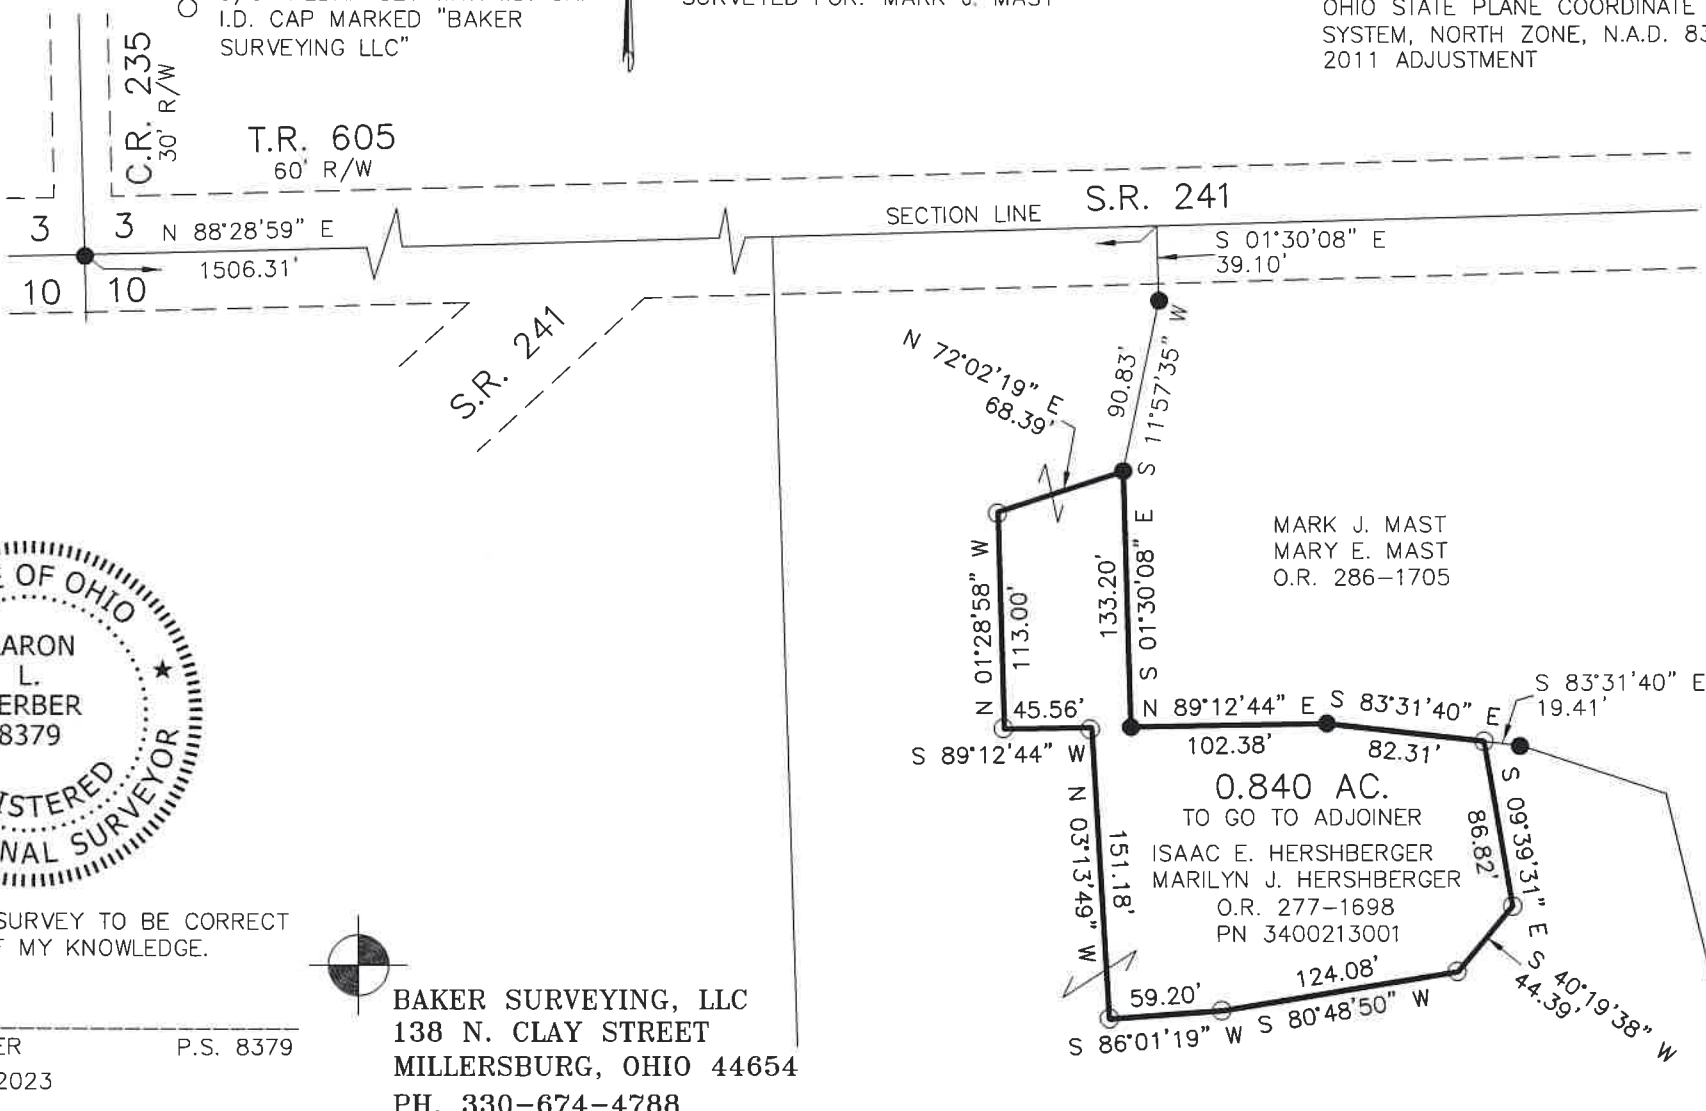 I.D. CAP MARKED "BAKER
SURVEYING LLC"
OHIO STATE PLANE COORDINATE
SYSTEM, NORTH ZONE, N.A.D. 83
2011 ADJUSTMENT
C.R. 235
30' R/W
T.R. 605
60' R/W
S.R. 241
SECTION LINE
3
3
N 88°28'59" E
1506.31'
10
10
S 01°30'08" E
39.10'
S.R. 241
N 72°02'19" E
68.39'
90.83'
S 11°57'35" W
MARK J. MAST
MARY E. MAST
O.R. 286-1705
N 01°28'58" W
113.00'
133.20'
S 01°30'08" E
S 83°31'40" E
19.41'
45.56'
S 89°12'44" W
N 89°12'44" E
102.38'
S 83°31'40" E
82.31'
0.840 AC.
TO GO TO ADJOINER
ISAAC E. HERSHBERGER
MARILYN J. HERSHBERGER
O.R. 277-1698
PN 3400213001
N 03°13'49" W
151.18'
S 09°39'31" E
86.82'
S 40°19'38" W
44.39'
124.08'
S 80°48'50" W
59.20'
S 86°01'19" W
E OF OHIO
ARON
L.
ERBER
8379
ISTERED
NAL SURVEYOR
SURVEY TO BE CORRECT
F MY KNOWLEDGE.
ER P.S. 8379
2023
BAKER SURVEYING, LLC
138 N. CLAY STREET
MILLERSBURG, OHIO 44654
PH. 330-674-4788